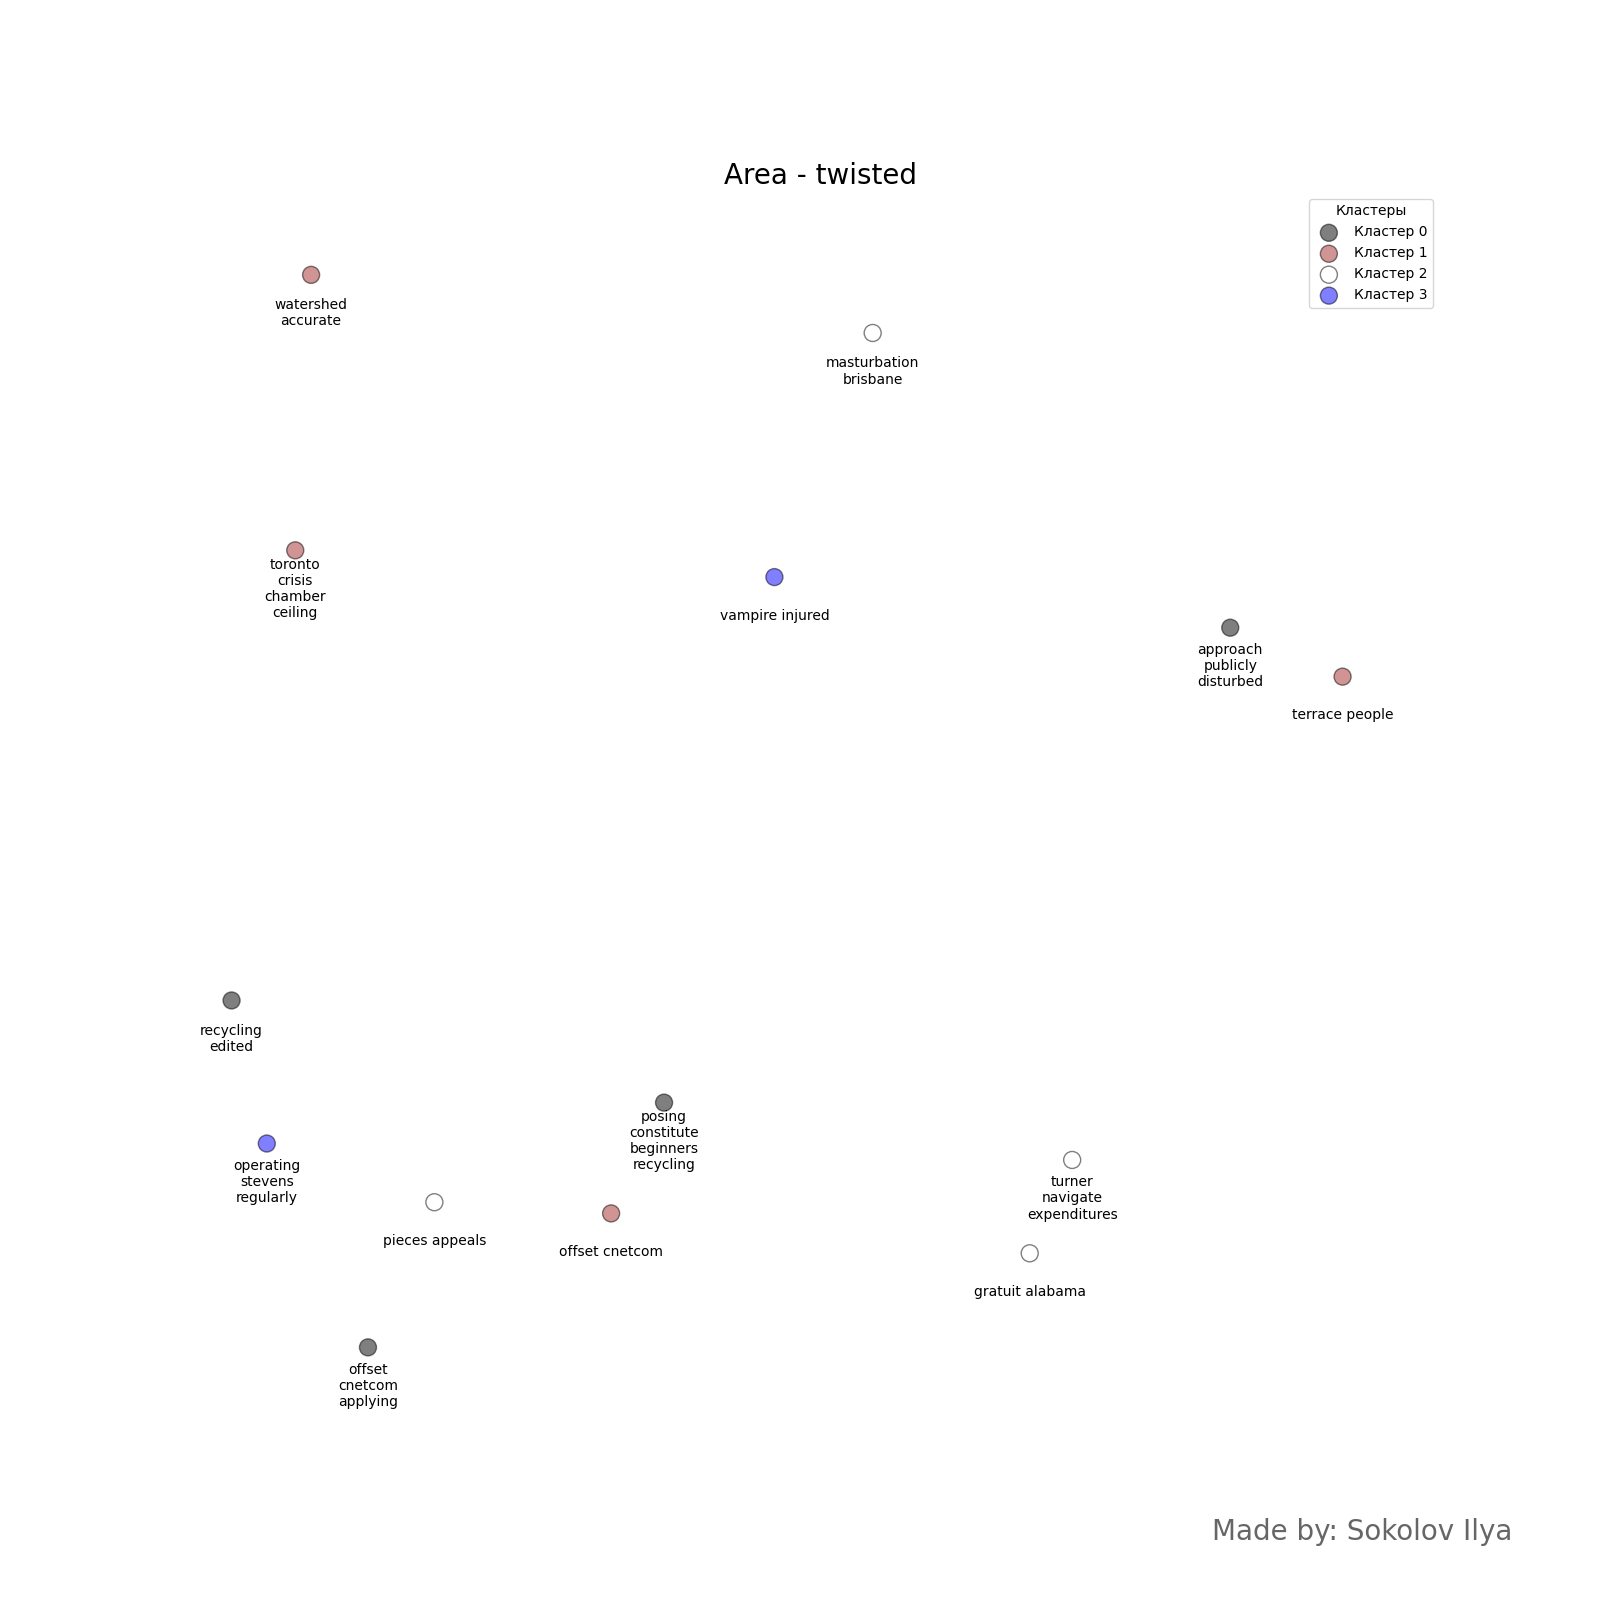 Area - twisted
Кластеры
Кластер 0
Кластер 1
Кластер 2
Кластер 3
watershed
accurate
masturbation
brisbane
toronto
crisis
chamber
ceiling
vampire injured
approach
publicly
disturbed
terrace people
recycling
edited
posing
constitute
beginners
recycling
operating
stevens
regularly
turner
navigate
expenditures
pieces appeals
offset cnetcom
gratuit alabama
offset
cnetcom
applying
Made by: Sokolov Ilya